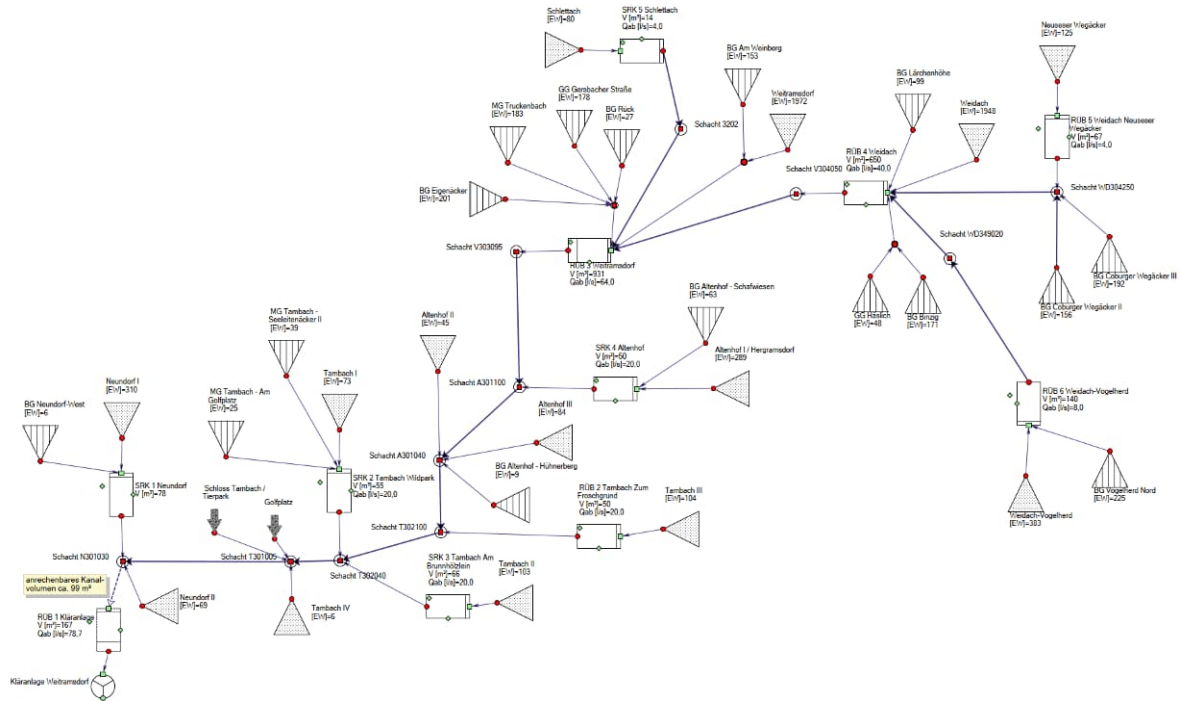 Schlettach
[EW]=80
SRK 5 Schlettach
V [m³]=14
Qab [l/s]=4,0
Neuseser Wegäcker
[EW]=125
BG Am Weinberg
[EW]=153
GG Gersbacher Straße
[EW]=178
MG Truckenbach
[EW]=183
BG Rück
[EW]=27
Weitramsdorf
[EW]=1972
Schacht 3202
BG Lärchenhöhe
[EW]=99
Weidach
[EW]=1948
RÜB 5 Weidach Neuseser
Wegäcker
V [m³]=67
Qab [l/s]=4,0
RÜB 4 Weidach
V [m³]=650
Qab [l/s]=40,0
Schacht V304050
BG Eigenäcker
[EW]=201
Schacht WD304250
Schacht V303095
RÜB 3 Weitramsdorf
V [m³]=931
Qab [l/s]=64,0
Schacht WD349020
BG Coburger Wegäcker III
[EW]=192
BG Coburger Wegäcker II
[EW]=156
GG Haslich
[EW]=48
BG Binzig
[EW]=171
BG Altenhof - Schafwiesen
[EW]=63
MG Tambach -
Seeleitenäcker II
[EW]=39
Altenhof II
[EW]=45
SRK 4 Altenhof
V [m³]=50
Qab [l/s]=20,0
Altenhof I / Hergramsdorf
[EW]=289
Schacht A301100
Neundorf I
[EW]=310
Tambach I
[EW]=73
MG Tambach - Am
Golfplatz
[EW]=25
BG Neundorf-West
[EW]=6
Altenhof III
[EW]=84
RÜB 6 Weidach-Vogelherd
V [m³]=140
Qab [l/s]=8,0
Schacht A301040
BG Altenhof - Hühnerberg
[EW]=9
SRK 1 Neundorf
V [m³]=78
SRK 2 Tambach Wildpark
V [m³]=55
Qab [l/s]=20,0
Schloss Tambach /
Tierpark
Golfplatz
RÜB 2 Tambach Zum
Froschgrund
V [m³]=50
Qab [l/s]=20,0
Tambach III
[EW]=104
BG Vogelherd Nord
[EW]=225
Weidach-Vogelherd
[EW]=383
Schacht T302100
Schacht N301030
Schacht T301005
Schacht T302040
SRK 3 Tambach Am
Brunnhölzlein
V [m³]=66
Qab [l/s]=20,0
Tambach II
[EW]=103
anrechenbares Kanal-
volumen ca. 99 m³
Neundorf II
[EW]=69
Tambach IV
[EW]=6
RÜB 1 Kläranlage
V [m³]=167
Qab [l/s]=78,7
Kläranlage Weitramsdorf